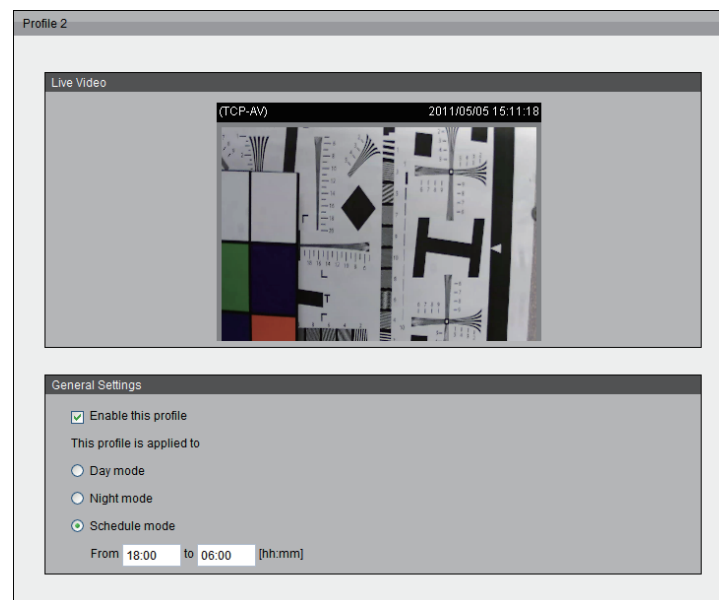 Profile 2
Live Video
(TCP-AV) 2011/05/05 15:11:18
General Settings
Enable this profile
This profile is applied to
Day mode
Night mode
Schedule mode
From 18:00 to 06:00 [hh:mm]